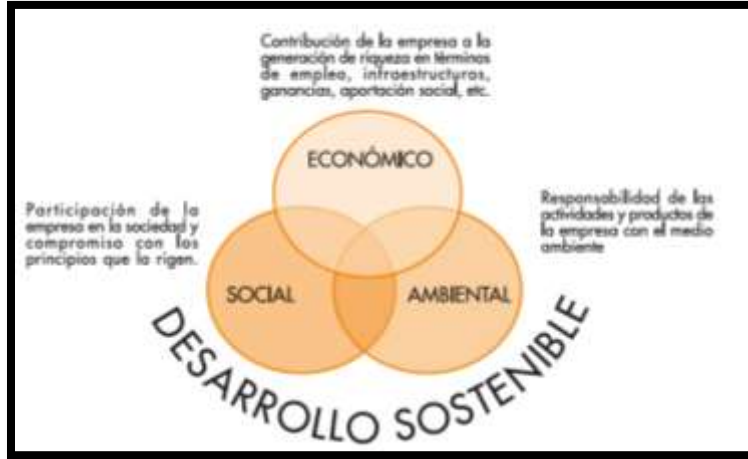 Contribución de la empresa a la
generación de riqueza en términos
de empleo, infraestructuras,
ganancias, aportación social, etc.
ECONÓMICO
Participación de la
empresa en la sociedad y
compromiso con los
principios que la rigen.
Responsabilidad de las
actividades y productos de
la empresa con el medio
ambiente
SOCIAL
AMBIENTAL
DESARROLLO SOSTENIBLE